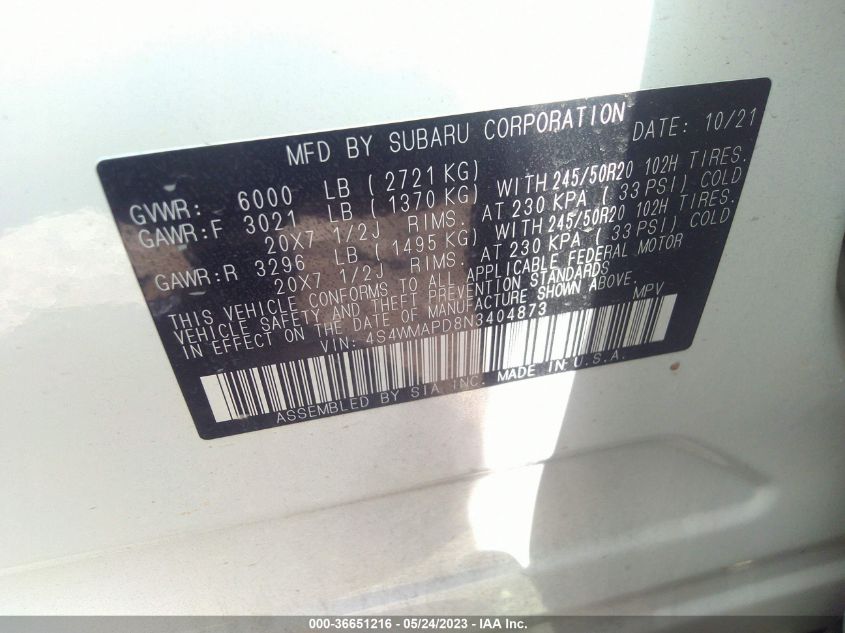 MFD BY SUBARU CORPORATION DATE: 10/21
GVWR: 6000 LB ( 2721 KG)
GAWR:F 3021 LB ( 1370 KG) WITH 245/50R20 102H TIRES.
20X7 1/2J RIMS. AT 230 KPA ( 33 PSI) COLD
GAWR:R 3296 LB ( 1495 KG) WITH 245/50R20 102H TIRES.
20X7 1/2J RIMS. AT 230 KPA ( 33 PSI) COLD
THIS VEHICLE CONFORMS TO ALL APPLICABLE FEDERAL MOTOR
VEHICLE SAFETY AND THEFT PREVENTION STANDARDS
IN EFFECT ON THE DATE OF MANUFACTURE SHOWN ABOVE.
VIN: 4S4WMAPD8N3404873 MPV
ASSEMBLED BY SIA, INC. MADE IN U.S.A.
000-36651216 - 05/24/2023 - IAA Inc.